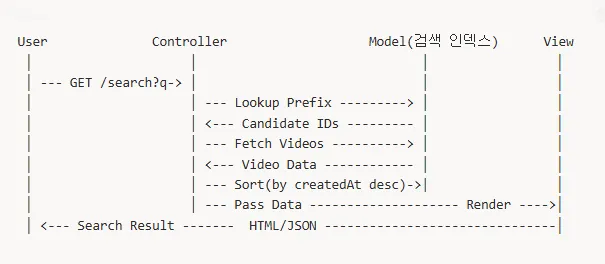 User Controller Model(검색 인덱스) View
| | | |
| --- GET /search?q-> | | |
| | --- Lookup Prefix ---------> | |
| | <--- Candidate IDs --------- | |
| | --- Fetch Videos ----------> | |
| | <--- Video Data ------------ | |
| | --- Sort(by createdAt desc)->| |
| | --- Pass Data -------------------- Render ---->|
| <--- Search Result ------- HTML/JSON -------------------------------|